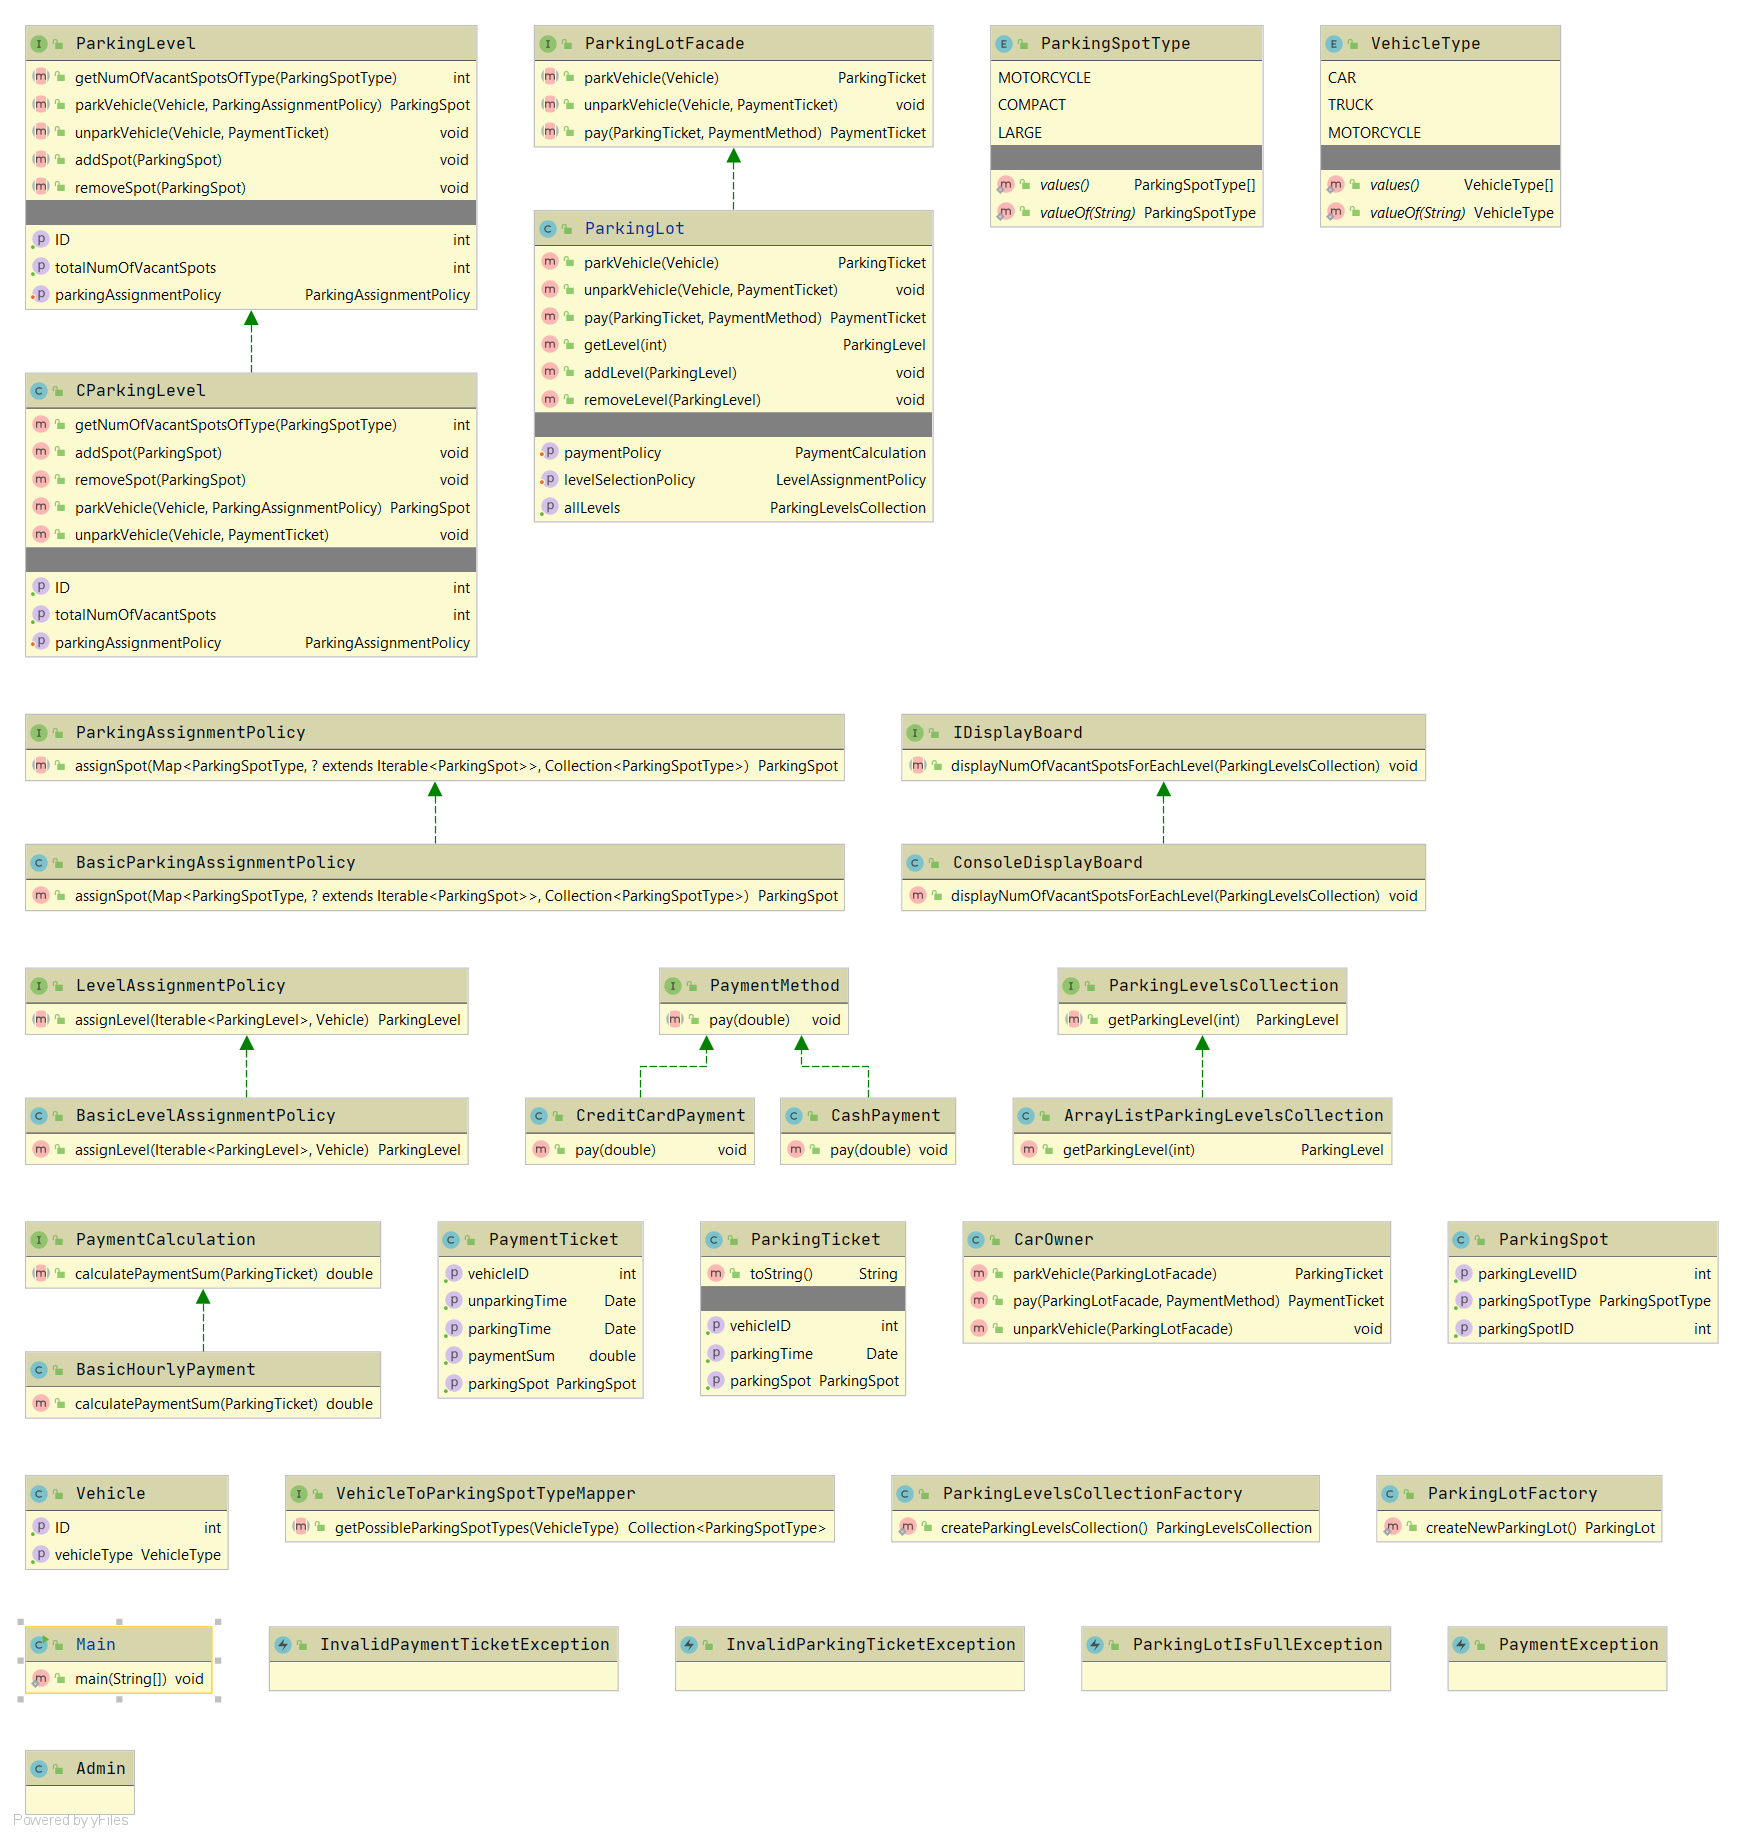 ParkingLevel
getNumOfVacantSpotsOfType(ParkingSpotType) int
parkVehicle(Vehicle, ParkingAssignmentPolicy) ParkingSpot
unparkVehicle(Vehicle, PaymentTicket) void
addSpot(ParkingSpot) void
removeSpot(ParkingSpot) void
ID int
totalNumOfVacantSpots int
parkingAssignmentPolicy ParkingAssignmentPolicy
ParkingLotFacade
parkVehicle(Vehicle) ParkingTicket
unparkVehicle(Vehicle, PaymentTicket) void
pay(ParkingTicket, PaymentMethod) PaymentTicket
ParkingSpotType
MOTORCYCLE
COMPACT
LARGE
values() ParkingSpotType[]
valueOf(String) ParkingSpotType
VehicleType
CAR
TRUCK
MOTORCYCLE
values() VehicleType[]
valueOf(String) VehicleType
CParkingLevel
getNumOfVacantSpotsOfType(ParkingSpotType) int
addSpot(ParkingSpot) void
removeSpot(ParkingSpot) void
parkVehicle(Vehicle, ParkingAssignmentPolicy) ParkingSpot
unparkVehicle(Vehicle, PaymentTicket) void
ID int
totalNumOfVacantSpots int
parkingAssignmentPolicy ParkingAssignmentPolicy
ParkingLot
parkVehicle(Vehicle) ParkingTicket
unparkVehicle(Vehicle, PaymentTicket) void
pay(ParkingTicket, PaymentMethod) PaymentTicket
getLevel(int) ParkingLevel
addLevel(ParkingLevel) void
removeLevel(ParkingLevel) void
paymentPolicy PaymentCalculation
levelSelectionPolicy LevelAssignmentPolicy
allLevels ParkingLevelsCollection
ParkingAssignmentPolicy
assignSpot(Map<ParkingSpotType, ? extends Iterable<ParkingSpot>>, Collection<ParkingSpotType>) ParkingSpot
IDisplayBoard
displayNumOfVacantSpotsForEachLevel(ParkingLevelsCollection) void
BasicParkingAssignmentPolicy
assignSpot(Map<ParkingSpotType, ? extends Iterable<ParkingSpot>>, Collection<ParkingSpotType>) ParkingSpot
ConsoleDisplayBoard
displayNumOfVacantSpotsForEachLevel(ParkingLevelsCollection) void
LevelAssignmentPolicy
assignLevel(Iterable<ParkingLevel>, Vehicle) ParkingLevel
PaymentMethod
pay(double) void
ParkingLevelsCollection
getParkingLevel(int) ParkingLevel
BasicLevelAssignmentPolicy
assignLevel(Iterable<ParkingLevel>, Vehicle) ParkingLevel
CreditCardPayment
pay(double) void
CashPayment
pay(double) void
ArrayListParkingLevelsCollection
getParkingLevel(int) ParkingLevel
PaymentCalculation
calculatePaymentSum(ParkingTicket) double
PaymentTicket
vehicleID int
unparkingTime Date
parkingTime Date
paymentSum double
parkingSpot ParkingSpot
ParkingTicket
toString() String
vehicleID int
parkingTime Date
parkingSpot ParkingSpot
CarOwner
parkVehicle(ParkingLotFacade) ParkingTicket
pay(ParkingLotFacade, PaymentMethod) PaymentTicket
unparkVehicle(ParkingLotFacade) void
ParkingSpot
parkingLevelID int
parkingSpotType ParkingSpotType
parkingSpotID int
BasicHourlyPayment
calculatePaymentSum(ParkingTicket) double
Vehicle
ID int
vehicleType VehicleType
VehicleToParkingSpotTypeMapper
getPossibleParkingSpotTypes(VehicleType) Collection<ParkingSpotType>
ParkingLevelsCollectionFactory
createParkingLevelsCollection() ParkingLevelsCollection
ParkingLotFactory
createNewParkingLot() ParkingLot
Main
main(String[]) void
InvalidPaymentTicketException
InvalidParkingTicketException
ParkingLotIsFullException
PaymentException
Admin
Powered by yFiles